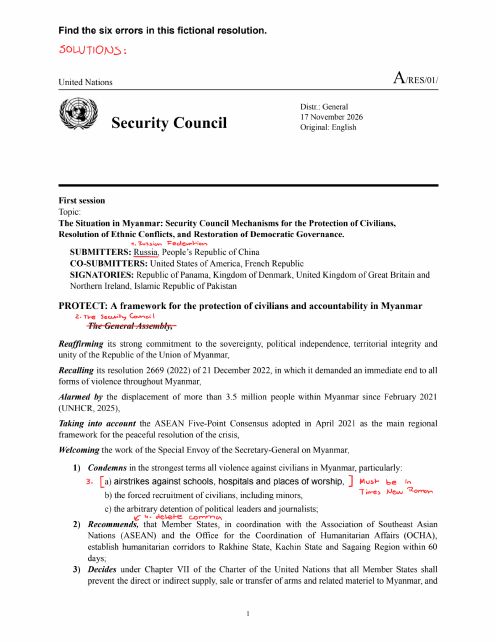 Find the six errors in this fictional resolution.
SOLUTIONS:
United Nations A/RES/01/
Distr.: General
17 November 2026
Original: English
Security Council
First session
Topic:
The Situation in Myanmar: Security Council Mechanisms for the Protection of Civilians,
Resolution of Ethnic Conflicts, and Restoration of Democratic Governance.
1. Russian Federation
SUBMITTERS: Russia, People's Republic of China
CO-SUBMITTERS: United States of America, French Republic
SIGNATORIES: Republic of Panama, Kingdom of Denmark, United Kingdom of Great Britain and
Northern Ireland, Islamic Republic of Pakistan
PROTECT: A framework for the protection of civilians and accountability in Myanmar
2. The Security Council
The General Assembly,
Reaffirming its strong commitment to the sovereignty, political independence, territorial integrity and
unity of the Republic of the Union of Myanmar,
Recalling its resolution 2669 (2022) of 21 December 2022, in which it demanded an immediate end to all
forms of violence throughout Myanmar,
Alarmed by the displacement of more than 3.5 million people within Myanmar since February 2021
(UNHCR, 2025),
Taking into account the ASEAN Five-Point Consensus adopted in April 2021 as the main regional
framework for the peaceful resolution of the crisis,
Welcoming the work of the Special Envoy of the Secretary-General on Myanmar,
1) Condemns in the strongest terms all violence against civilians in Myanmar, particularly:
3. [a) airstrikes against schools, hospitals and places of worship,] Must be in
Times New Roman
b) the forced recruitment of civilians, including minors,
c) the arbitrary detention of political leaders and journalists;
4. delete comma
2) Recommends, that Member States, in coordination with the Association of Southeast Asian
Nations (ASEAN) and the Office for the Coordination of Humanitarian Affairs (OCHA),
establish humanitarian corridors to Rakhine State, Kachin State and Sagaing Region within 60
days;
3) Decides under Chapter VII of the Charter of the United Nations that all Member States shall
prevent the direct or indirect supply, sale or transfer of arms and related materiel to Myanmar, and
1